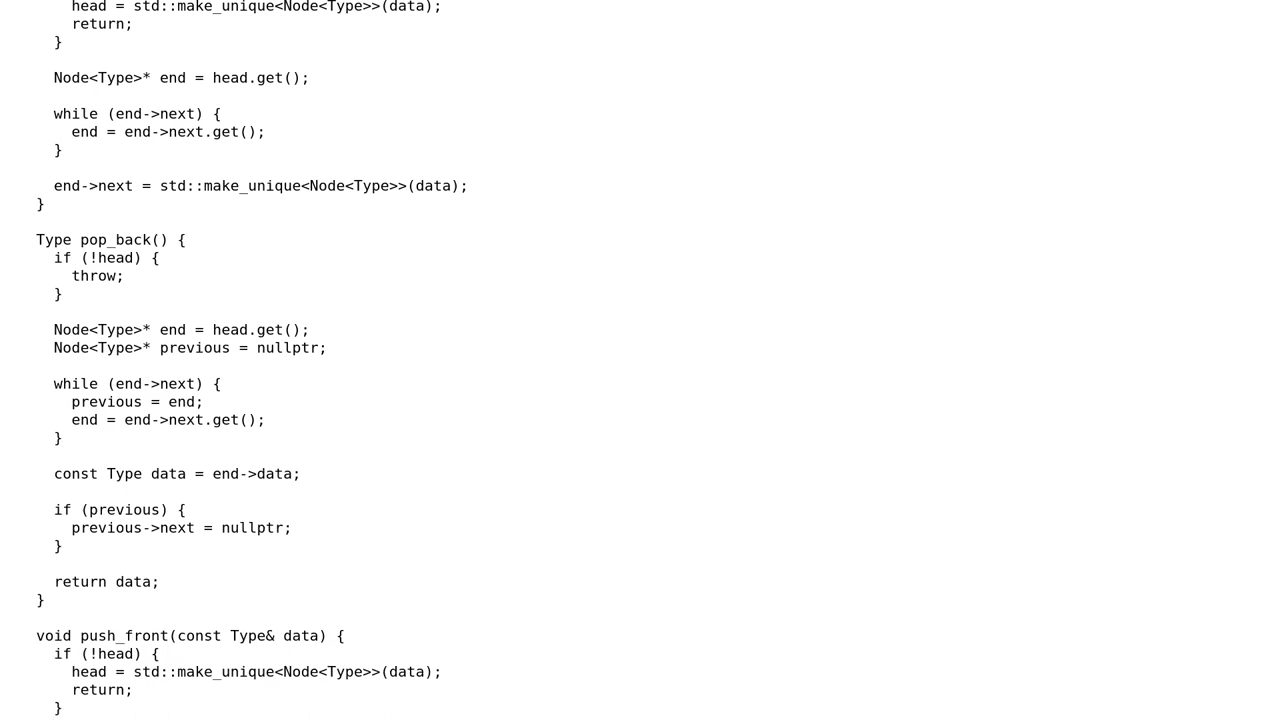 head = std::make_unique<Node<Type>>(data);
    return;
  }

  Node<Type>* end = head.get();

  while (end->next) {
    end = end->next.get();
  }

  end->next = std::make_unique<Node<Type>>(data);
}

Type pop_back() {
  if (!head) {
    throw;
  }

  Node<Type>* end = head.get();
  Node<Type>* previous = nullptr;

  while (end->next) {
    previous = end;
    end = end->next.get();
  }

  const Type data = end->data;

  if (previous) {
    previous->next = nullptr;
  }

  return data;
}

void push_front(const Type& data) {
  if (!head) {
    head = std::make_unique<Node<Type>>(data);
    return;
  }